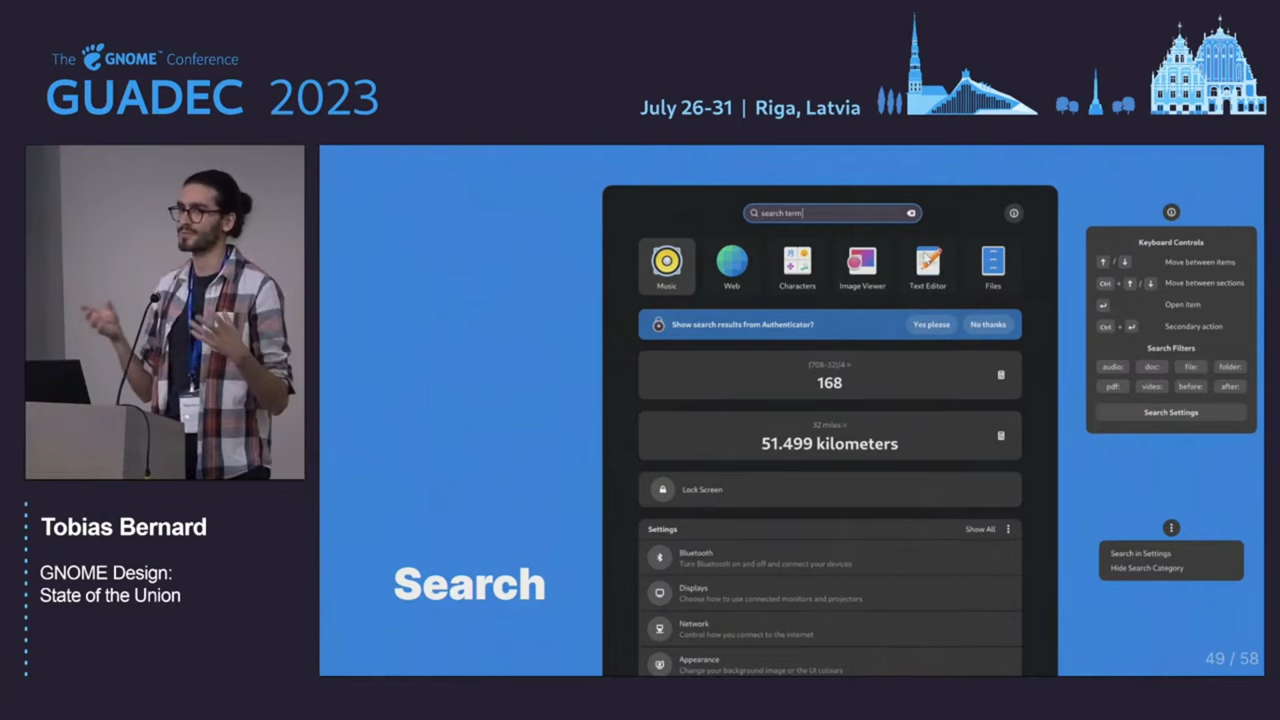 The GNOME™ Conference
GUADEC 2023
July 26-31 | Riga, Latvia
Tobias Bernard
GNOME Design:
State of the Union
Search
search term
Music
Web
Characters
Image Viewer
Text Editor
Files
Show search results from Authenticator?
Yes please
No thanks
(708-32)/4 =
168
32 miles =
51.499 kilometers
Lock Screen
Settings
Show All
Bluetooth
Turn Bluetooth on and off and connect your devices
Displays
Choose how to use connected monitors and projectors
Network
Control how you connect to the internet
Appearance
Change your background image or the UI colours
Keyboard Controls
↑ / ↓ Move between items
Ctrl + ↑ / ↓ Move between sections
↵ Open item
Ctrl + ↵ Secondary action
Search Filters
audio: doc: file: folder:
pdf: video: before: after:
Search Settings
Search in Settings
Hide Search Category
49 / 58